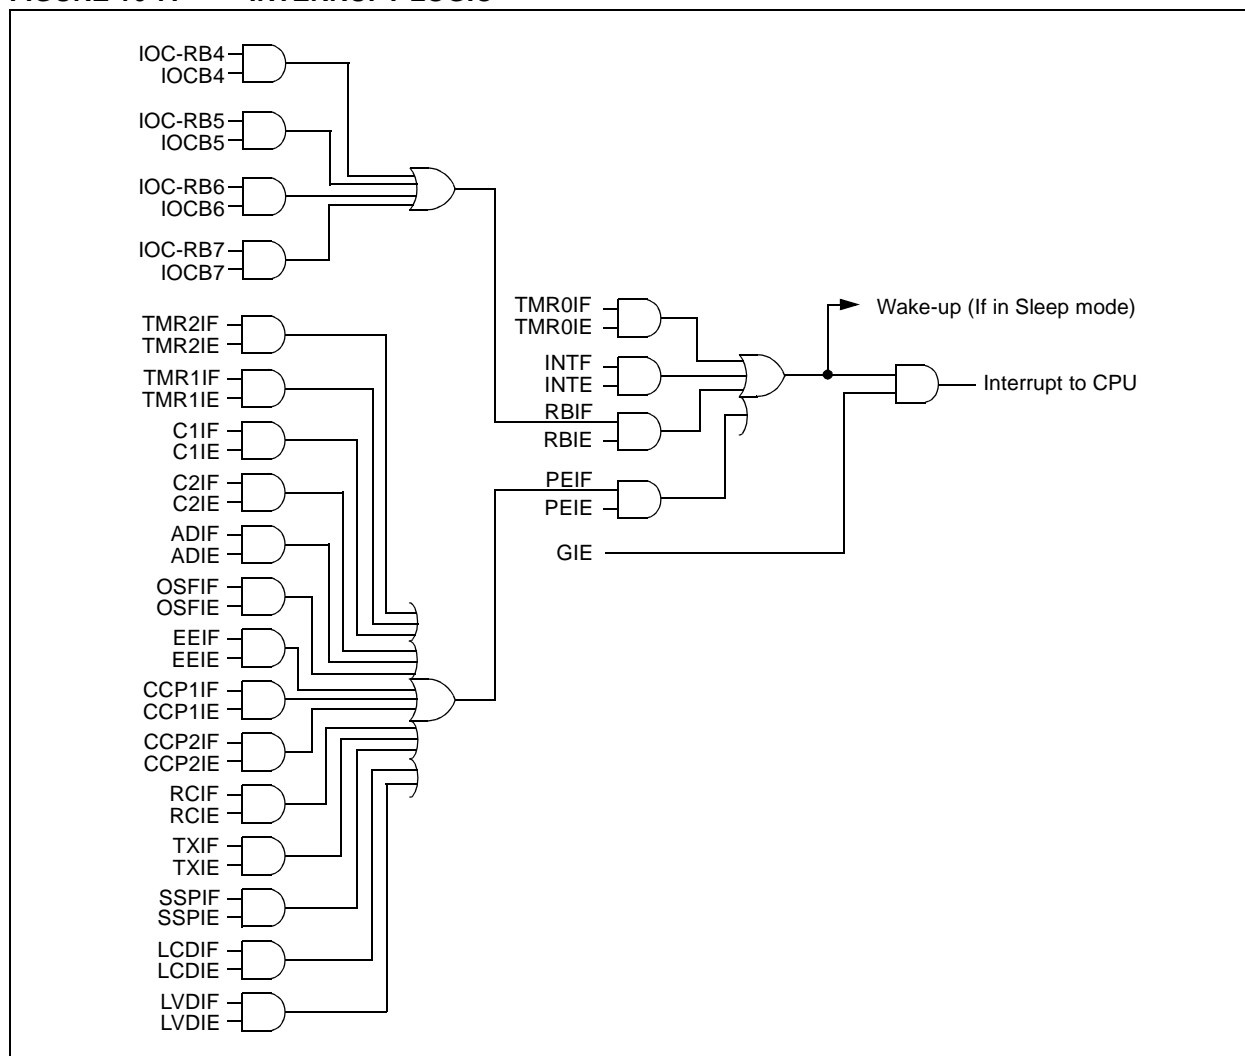 IOC-RB4
IOCB4
IOC-RB5
IOCB5
IOC-RB6
IOCB6
IOC-RB7
IOCB7
TMR2IF
TMR2IE
TMR1IF
TMR1IE
C1IF
C1IE
C2IF
C2IE
ADIF
ADIE
OSFIF
OSFIE
EEIF
EEIE
CCP1IF
CCP1IE
CCP2IF
CCP2IE
RCIF
RCIE
TXIF
TXIE
SSPIF
SSPIE
LCDIF
LCDIE
LVDIF
LVDIE
TMR0IF
TMR0IE
INTF
INTE
RBIF
RBIE
PEIF
PEIE
GIE
Wake-up (If in Sleep mode)
Interrupt to CPU